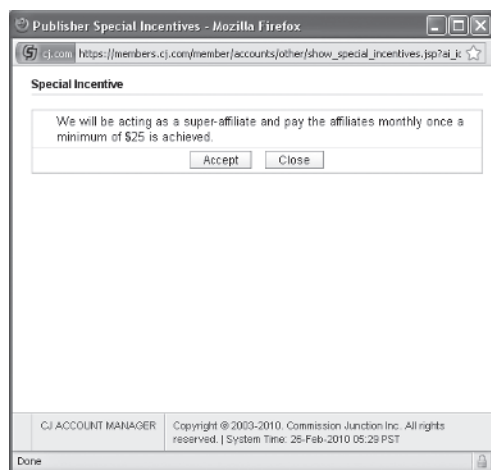 Publisher Special Incentives - Mozilla Firefox
cj.com https://members.cj.com/member/accounts/other/show_special_incentives.jsp?ai_ic
Special Incentive
We will be acting as a super-affiliate and pay the affiliates monthly once a
minimum of $25 is achieved.
Accept Close
CJ ACCOUNT MANAGER
Copyright © 2003-2010. Commission Junction Inc. All rights
reserved. | System Time: 26-Feb-2010 05:29 PST
Done